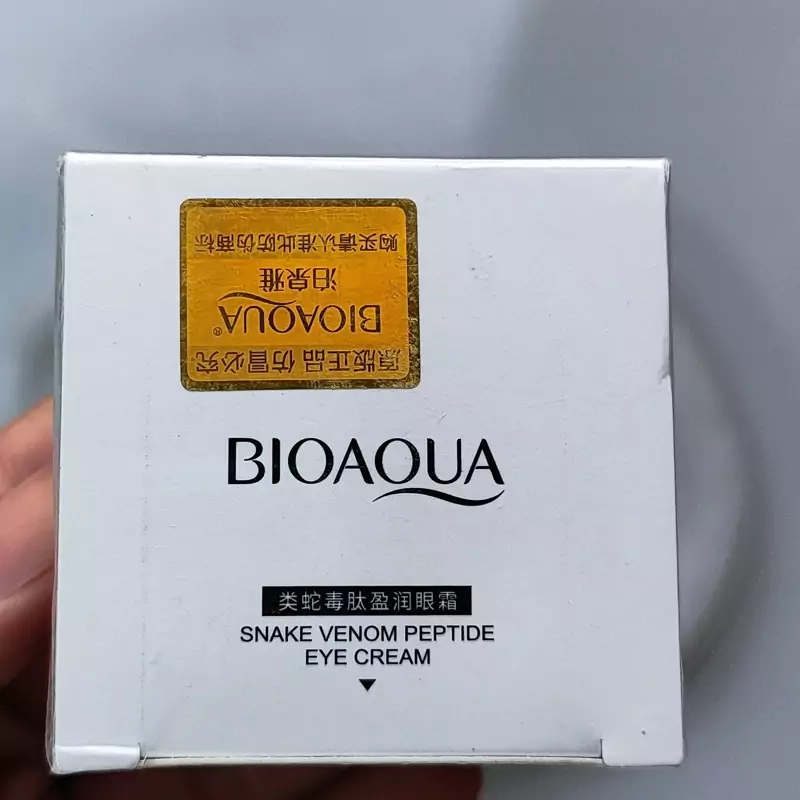 购买请认准此防伪商标
泊泉雅
BIOAQUA®
原版正品 仿冒必究
BIOAQUA
类蛇毒肽盈润眼霜
SNAKE VENOM PEPTIDE
EYE CREAM